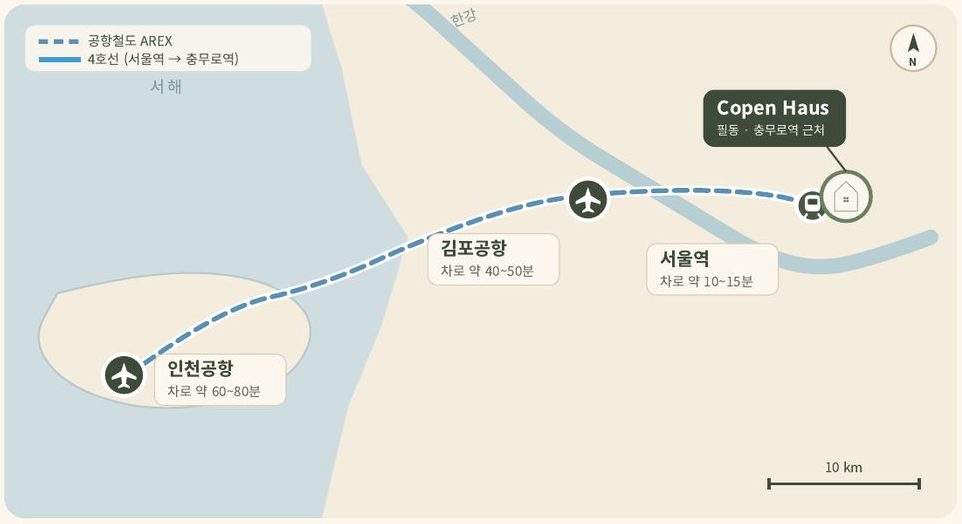 공항철도 AREX
4호선 (서울역 → 충무로역)
서해
한강
N
Copen Haus
필동 · 충무로역 근처
김포공항
차로 약 40~50분
서울역
차로 약 10~15분
인천공항
차로 약 60~80분
10 km